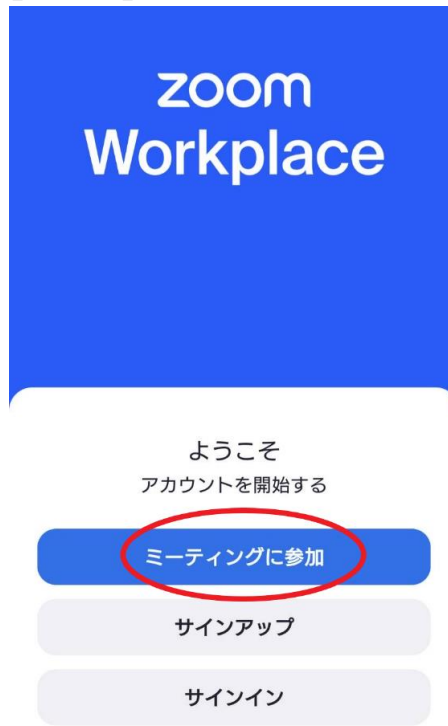 zoom
Workplace
ようこそ
アカウントを開始する
ミーティングに参加
サインアップ
サインイン